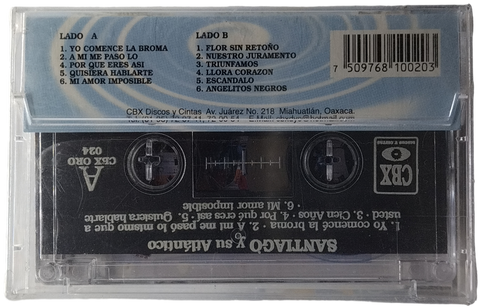 LADO A
1. YO COMENCE LA BROMA
2. A MI ME PASO LO
4. POR QUE ERES ASI
5. QUISIERA HABLARTE
6. MI AMOR IMPOSIBLE
LADO B
1. FLOR SIN RETOÑO
2. NUESTRO JURAMENTO
3. TRIUNFAMOS
4. LLORA CORAZON
5. ESCANDALO
6. ANGELITOS NEGROS
7 509768 100203
CBX Discos y Cintas Av. Juárez No. 218 Miahuatlán, Oaxaca.
SANTIAGO y su Atlántico
1. Yo comencé la broma · 2. A mi me pasó lo mismo que a
usted · 3. Cien Años · 4. Por qué eres así · 5. Quisiera hablarte
· 6. Mi amor imposible
A
CBX ORO
024
CBX